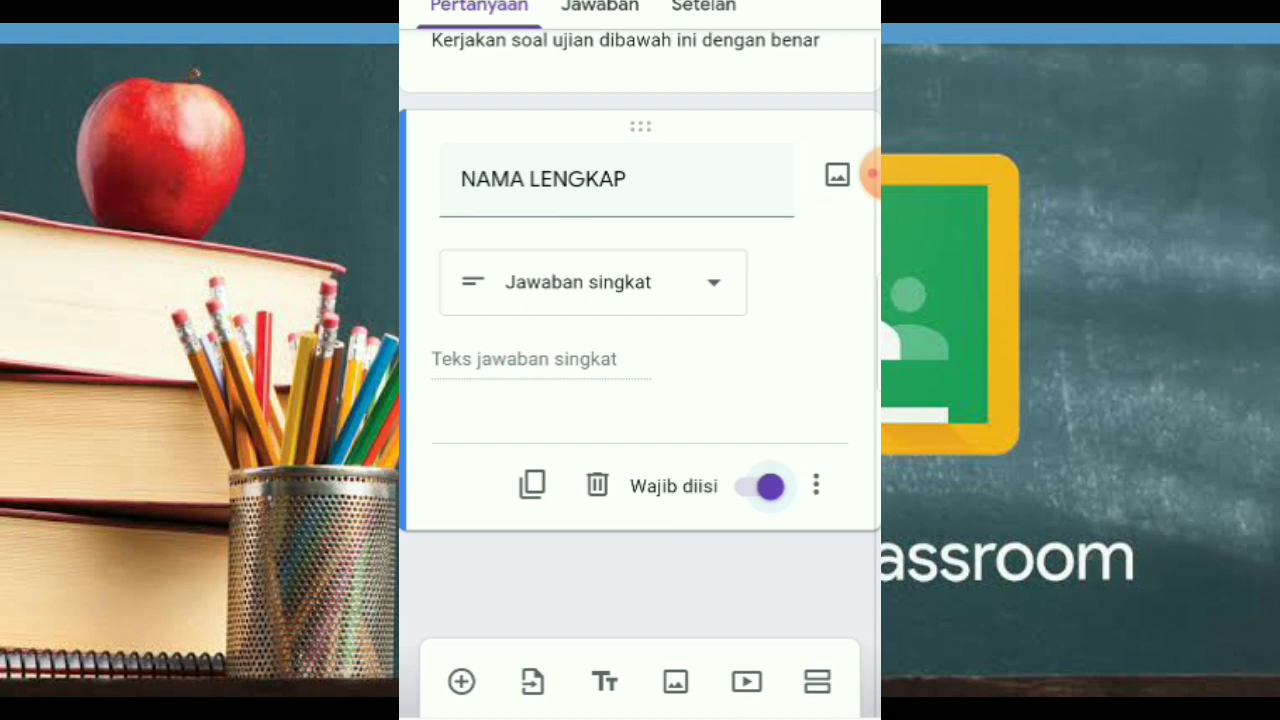 Pertanyaan Jawaban Setelan
Kerjakan soal ujian dibawah ini dengan benar
NAMA LENGKAP
Jawaban singkat
Teks jawaban singkat
Wajib diisi
assroom